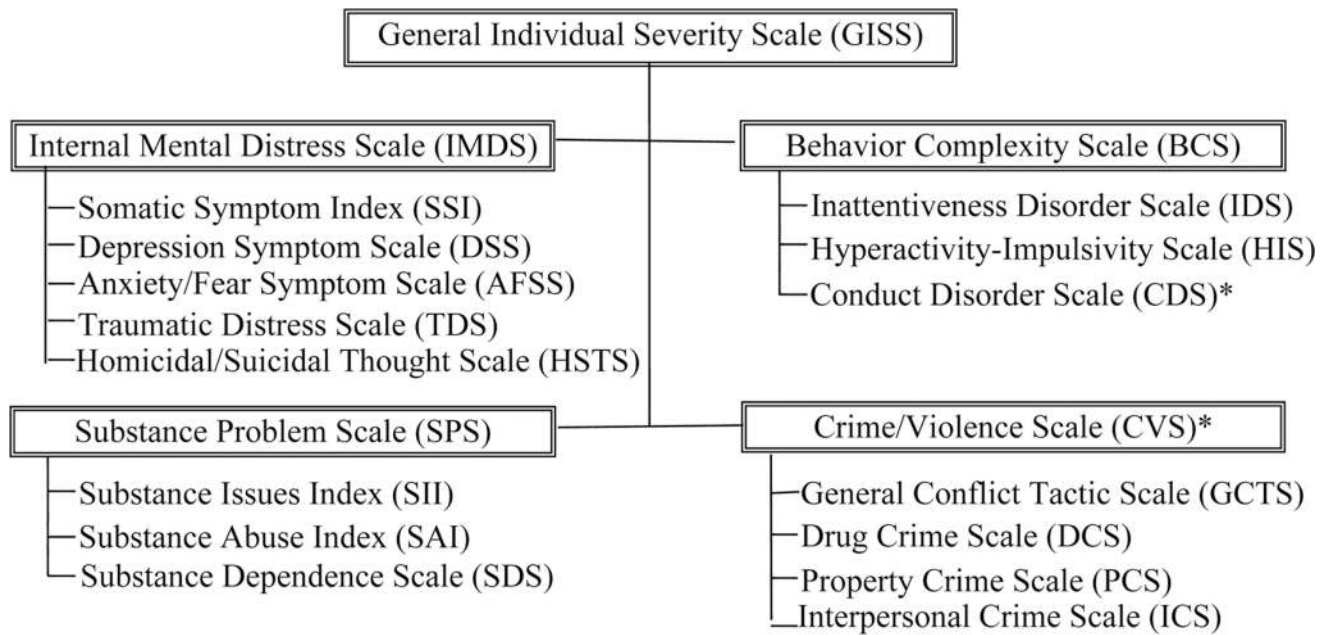 General Individual Severity Scale (GISS)
Internal Mental Distress Scale (IMDS)
Somatic Symptom Index (SSI)
Depression Symptom Scale (DSS)
Anxiety/Fear Symptom Scale (AFSS)
Traumatic Distress Scale (TDS)
Homicidal/Suicidal Thought Scale (HSTS)
Behavior Complexity Scale (BCS)
Inattentiveness Disorder Scale (IDS)
Hyperactivity-Impulsivity Scale (HIS)
Conduct Disorder Scale (CDS)*
Substance Problem Scale (SPS)
Substance Issues Index (SII)
Substance Abuse Index (SAI)
Substance Dependence Scale (SDS)
Crime/Violence Scale (CVS)*
General Conflict Tactic Scale (GCTS)
Drug Crime Scale (DCS)
Property Crime Scale (PCS)
Interpersonal Crime Scale (ICS)